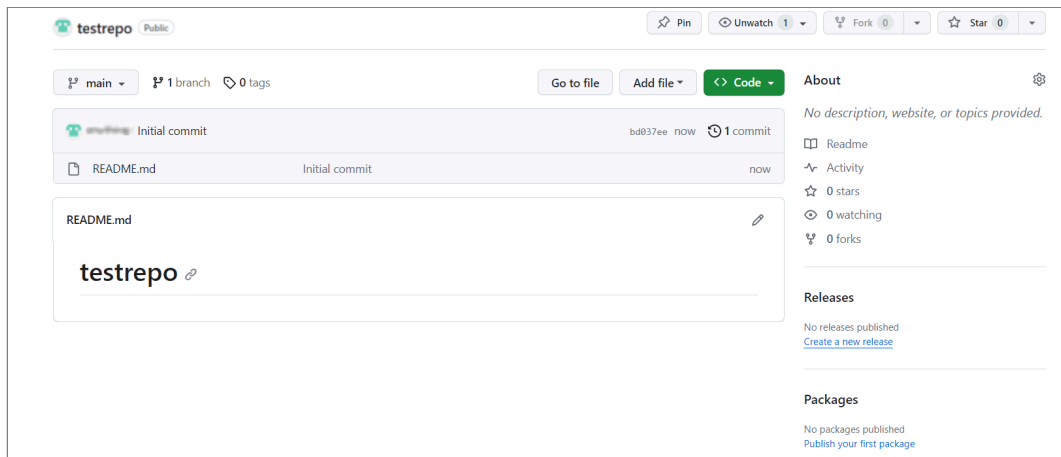 testrepo Public Pin Unwatch 1 Fork 0 Star 0
main 1 branch 0 tags Go to file Add file Code
Initial commit bd037ee now 1 commit
README.md Initial commit now
README.md
testrepo
About
No description, website, or topics provided.
Readme
Activity
0 stars
0 watching
0 forks
Releases
No releases published
Create a new release
Packages
No packages published
Publish your first package